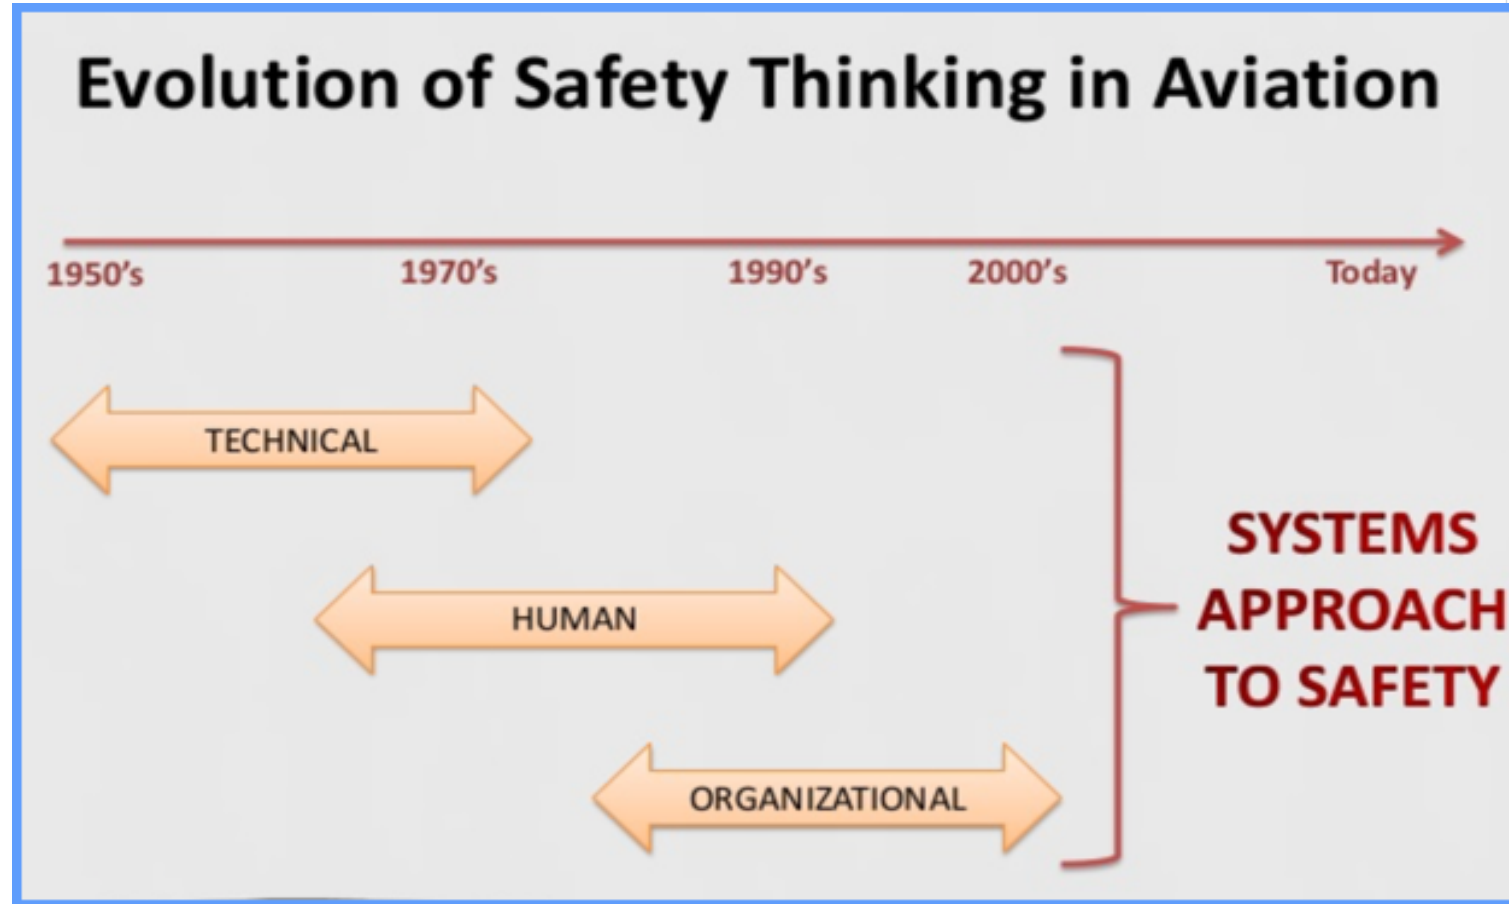 Evolution of Safety Thinking in Aviation
1950's 1970's 1990's 2000's Today
TECHNICAL
HUMAN
ORGANIZATIONAL
SYSTEMS
APPROACH
TO SAFETY